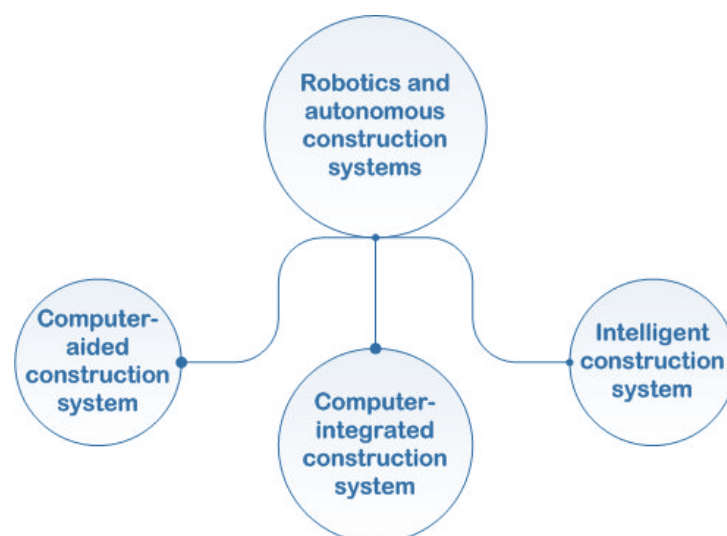 Robotics and
autonomous
construction
systems
Computer-
aided
construction
system
Computer-
integrated
construction
system
Intelligent
construction
system